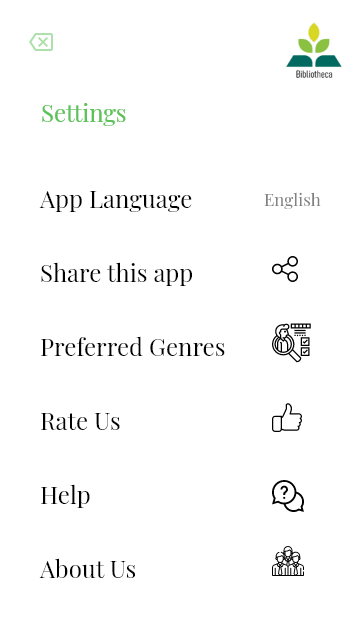 Bibliotheca
Settings
App Language English
Share this app
Preferred Genres
Rate Us
Help
About Us